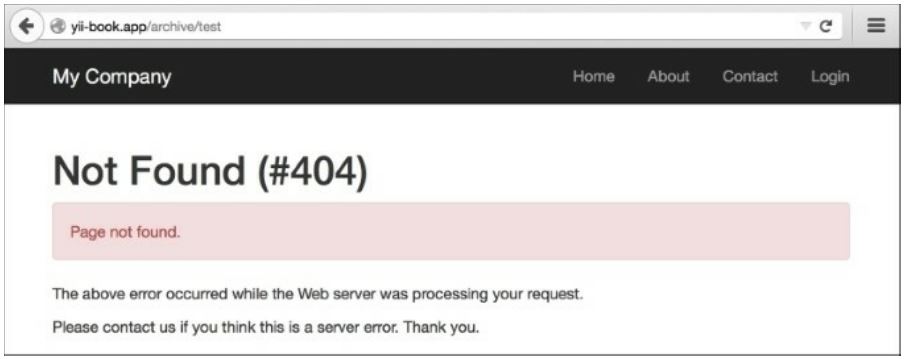 yii-book.app/archive/test
My Company Home About Contact Login
Not Found (#404)
Page not found.
The above error occurred while the Web server was processing your request.
Please contact us if you think this is a server error. Thank you.